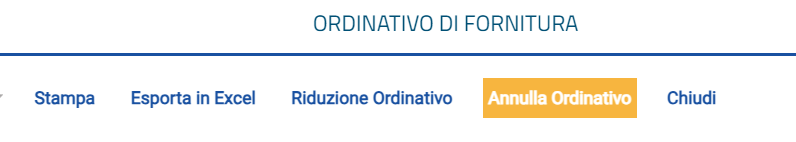 ORDINATIVO DI FORNITURA
Stampa Esporta in Excel Riduzione Ordinativo Annulla Ordinativo Chiudi